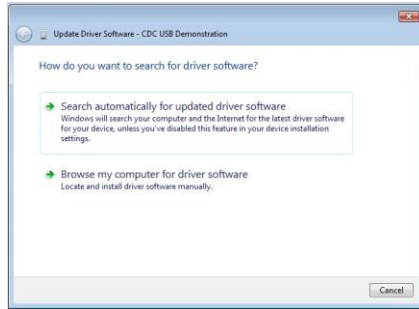 Update Driver Software - CDC USB Demonstration
How do you want to search for driver software?
Search automatically for updated driver software
Windows will search your computer and the Internet for the latest driver software
for your device, unless you've disabled this feature in your device installation
settings.
Browse my computer for driver software
Locate and install driver software manually.
Cancel